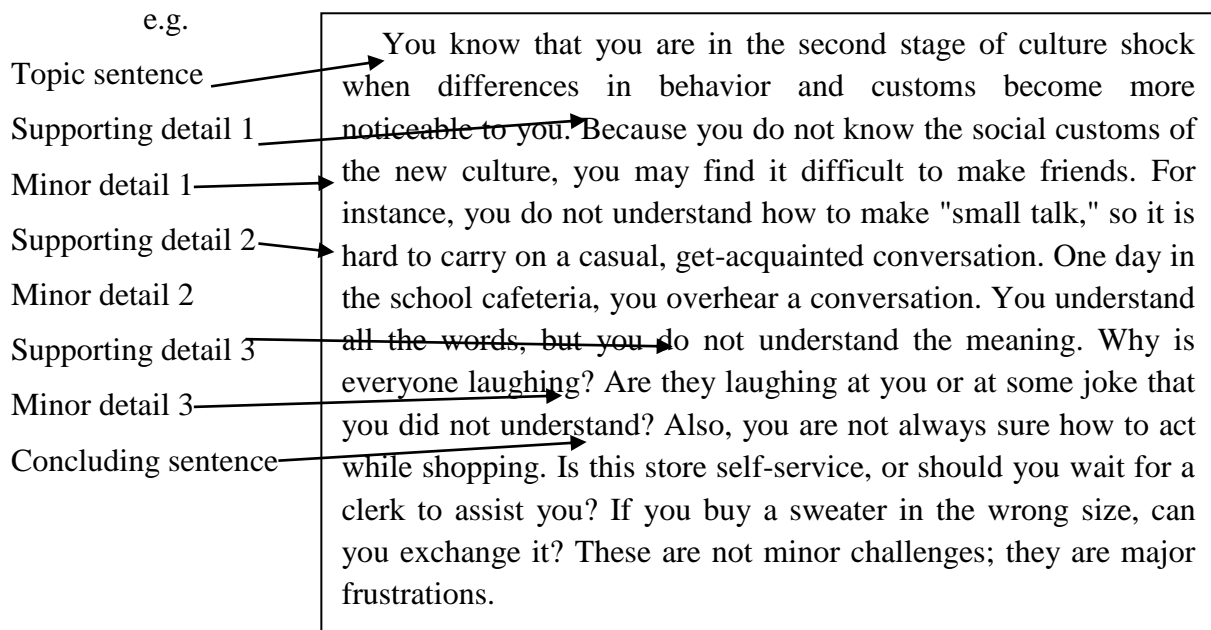 e.g.
Topic sentence
Supporting detail 1
Minor detail 1
Supporting detail 2
Minor detail 2
Supporting detail 3
Minor detail 3
Concluding sentence
You know that you are in the second stage of culture shock
when differences in behavior and customs become more
noticeable to you. Because you do not know the social customs of
the new culture, you may find it difficult to make friends. For
instance, you do not understand how to make "small talk," so it is
hard to carry on a casual, get-acquainted conversation. One day in
the school cafeteria, you overhear a conversation. You understand
all the words, but you do not understand the meaning. Why is
everyone laughing? Are they laughing at you or at some joke that
you did not understand? Also, you are not always sure how to act
while shopping. Is this store self-service, or should you wait for a
clerk to assist you? If you buy a sweater in the wrong size, can
you exchange it? These are not minor challenges; they are major
frustrations.